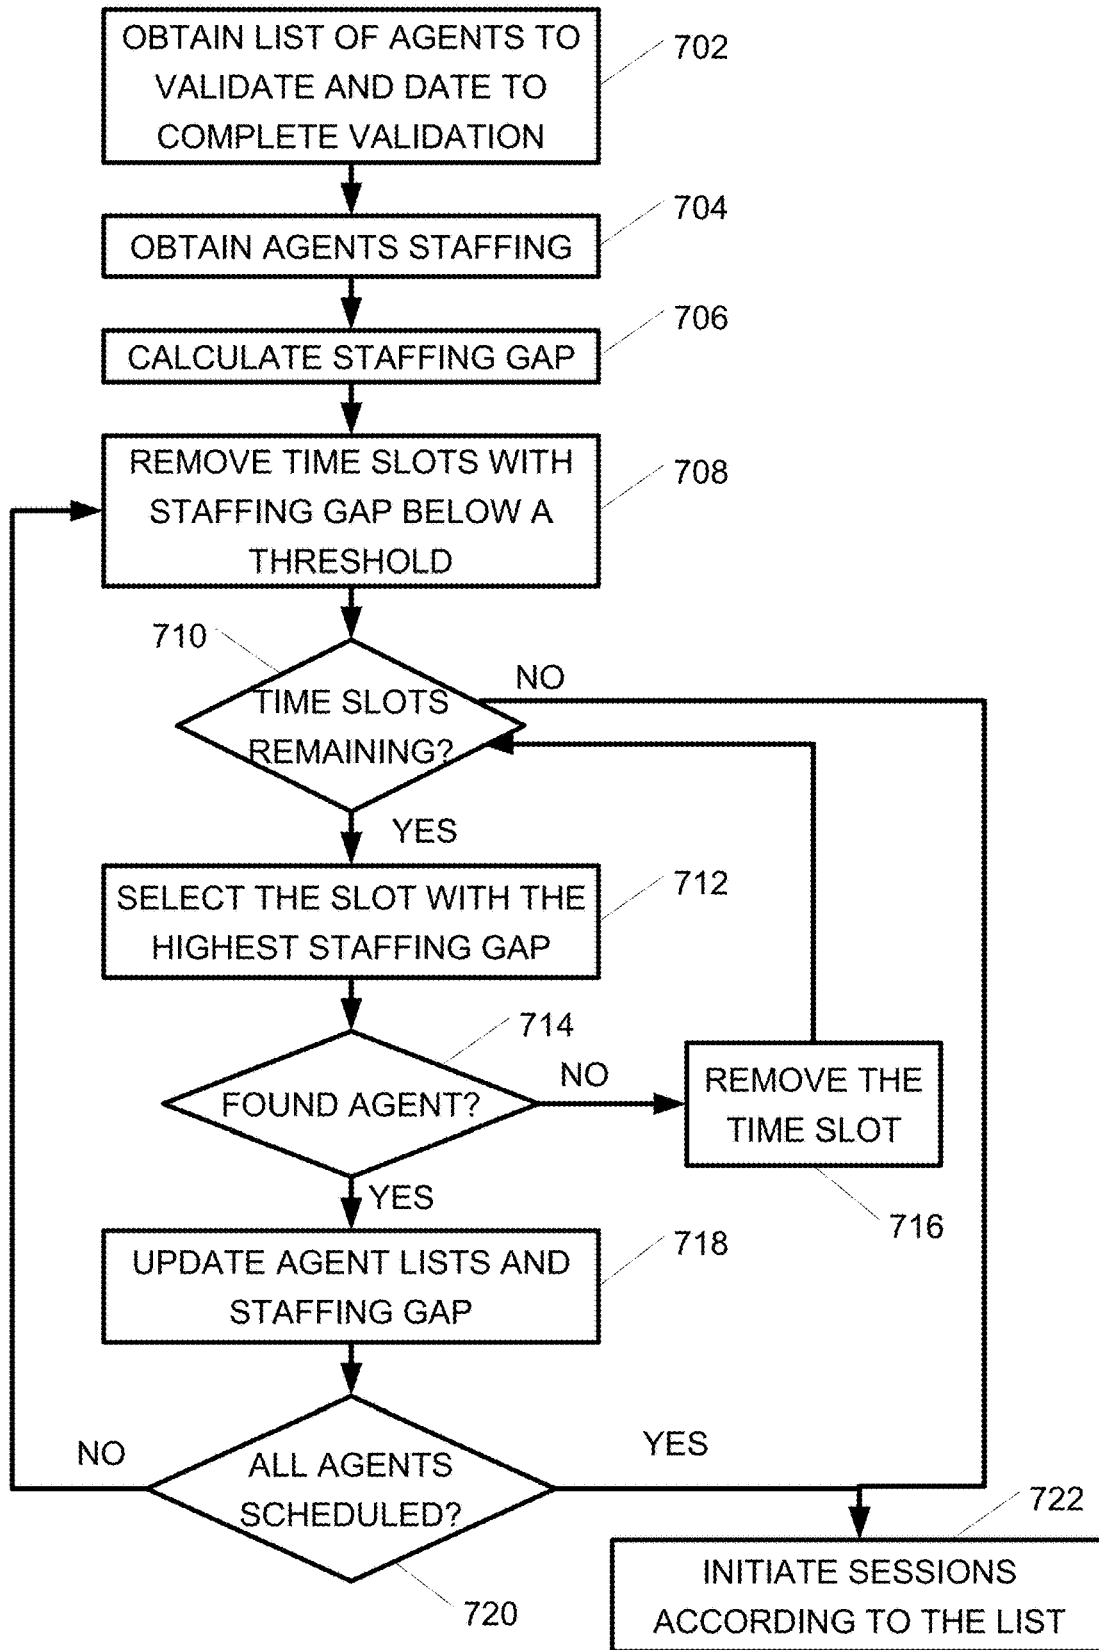 OBTAIN LIST OF AGENTS TO
VALIDATE AND DATE TO
COMPLETE VALIDATION
702
704
OBTAIN AGENTS STAFFING
706
CALCULATE STAFFING GAP
REMOVE TIME SLOTS WITH
STAFFING GAP BELOW A
THRESHOLD
708
710
NO
TIME SLOTS
REMAINING?
YES
SELECT THE SLOT WITH THE
HIGHEST STAFFING GAP
712
714
FOUND AGENT?
NO
REMOVE THE
TIME SLOT
716
YES
UPDATE AGENT LISTS AND
STAFFING GAP
718
NO
ALL AGENTS
SCHEDULED?
YES
720
722
INITIATE SESSIONS
ACCORDING TO THE LIST